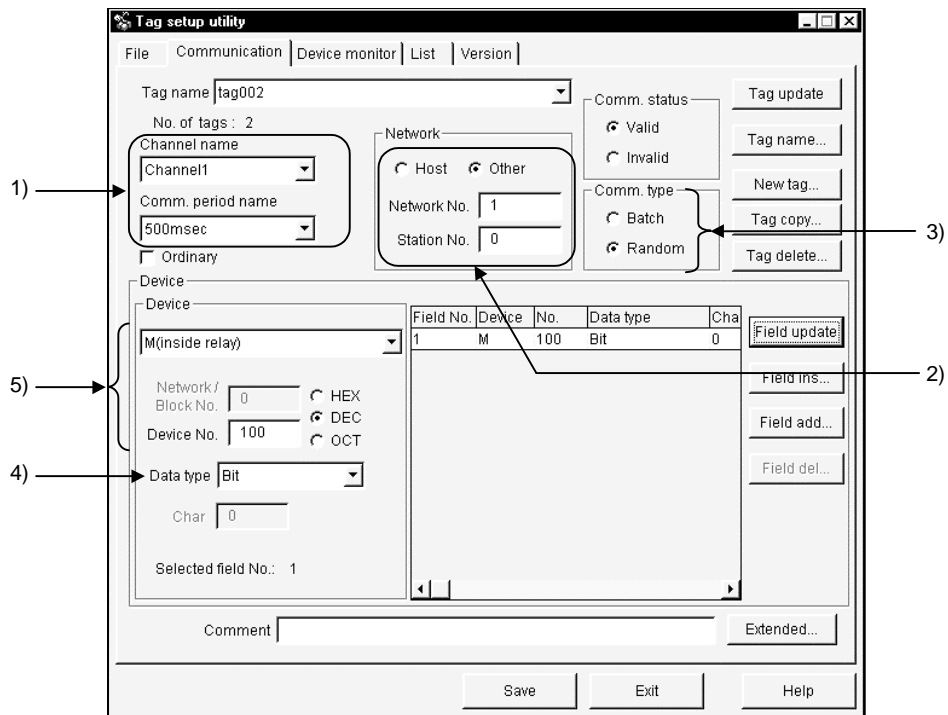 Tag setup utility
File Communication Device monitor List Version
Tag name tag002
No. of tags : 2
Channel name
Channel1
Comm. period name
500msec
Ordinary
1)
Network
Host Other
Network No. 1
Station No. 0
2)
Comm. status
Valid
Invalid
Comm. type
Batch
Random
3)
Tag update
Tag name...
New tag...
Tag copy...
Tag delete...
Device
Device
M(inside relay)
5)
Network /
Block No. 0
HEX
DEC
OCT
Device No. 100
4)
Data type Bit
Char 0
Selected field No.: 1
Field No. Device No. Data type Cha
1 M 100 Bit 0
Field update
Field ins...
Field add...
Field del...
Comment
Extended...
Save Exit Help